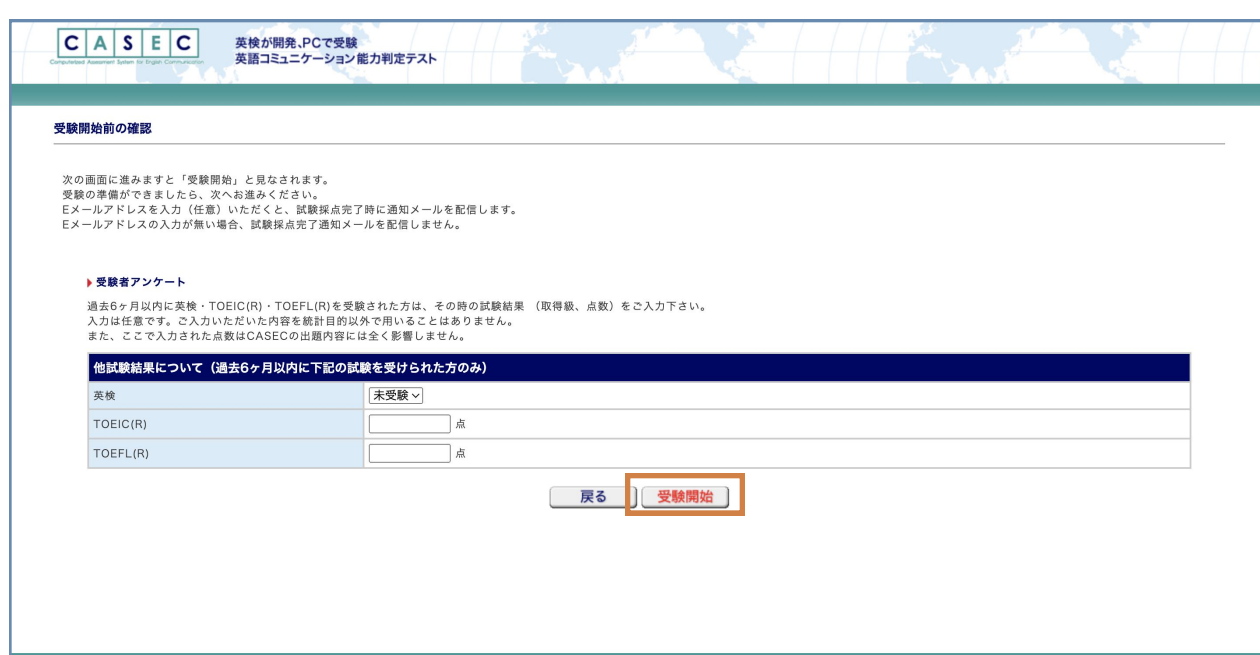 CASEC
Computerized Assessment System for English Communication
英検が開発、PCで受験
英語コミュニケーション能力判定テスト
受験開始前の確認
次の画面に進みますと「受験開始」と見なされます。
受験の準備ができましたら、次へお進みください。
Eメールアドレスを入力（任意）いただくと、試験採点完了時に通知メールを配信します。
Eメールアドレスの入力が無い場合、試験採点完了通知メールを配信しません。
受験者アンケート
過去6ヶ月以内に英検・TOEIC(R)・TOEFL(R)を受験された方は、その時の試験結果 （取得級、点数）をご入力下さい。
入力は任意です。ご入力いただいた内容を統計目的以外で用いることはありません。
また、ここで入力された点数はCASECの出題内容には全く影響しません。
他試験結果について（過去6ヶ月以内に下記の試験を受けられた方のみ）
英検 未受験
TOEIC(R) 点
TOEFL(R) 点
戻る 受験開始